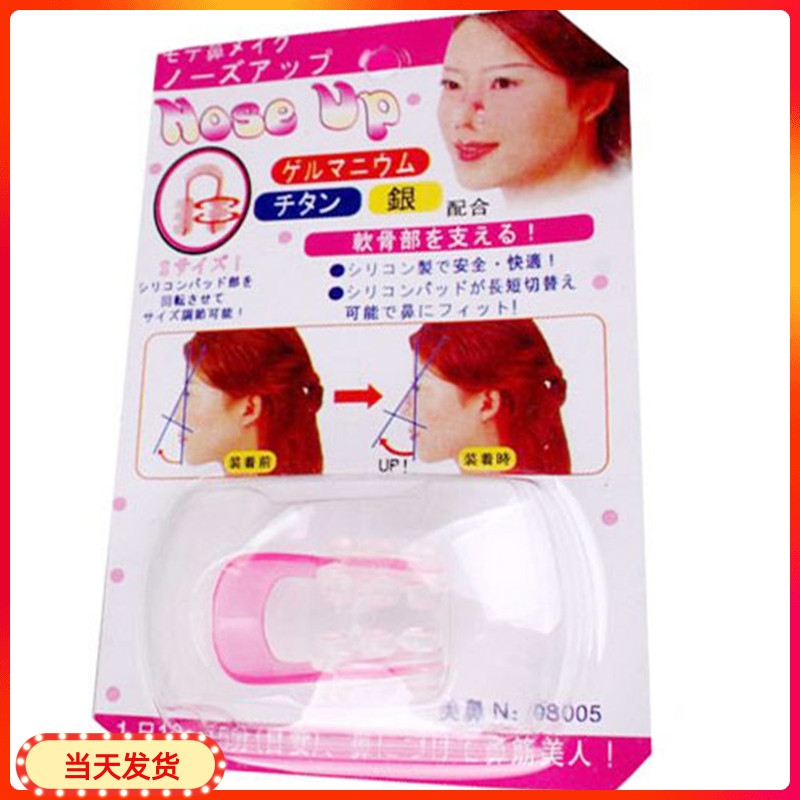 モテ鼻メイク
ノーズアップ
Nose Up
ゲルマニウム
チタン 銀 配合
軟骨部を支える！
●シリコン製で安全・快適！
●シリコンパッドが長短切替え
可能で鼻にフィット！
2サイズ！
シリコンパッド部を
回転させて
サイズ調節可能！
装着前
UP!
装着時
美鼻 N: 08005
鼻筋美人！
当天发货